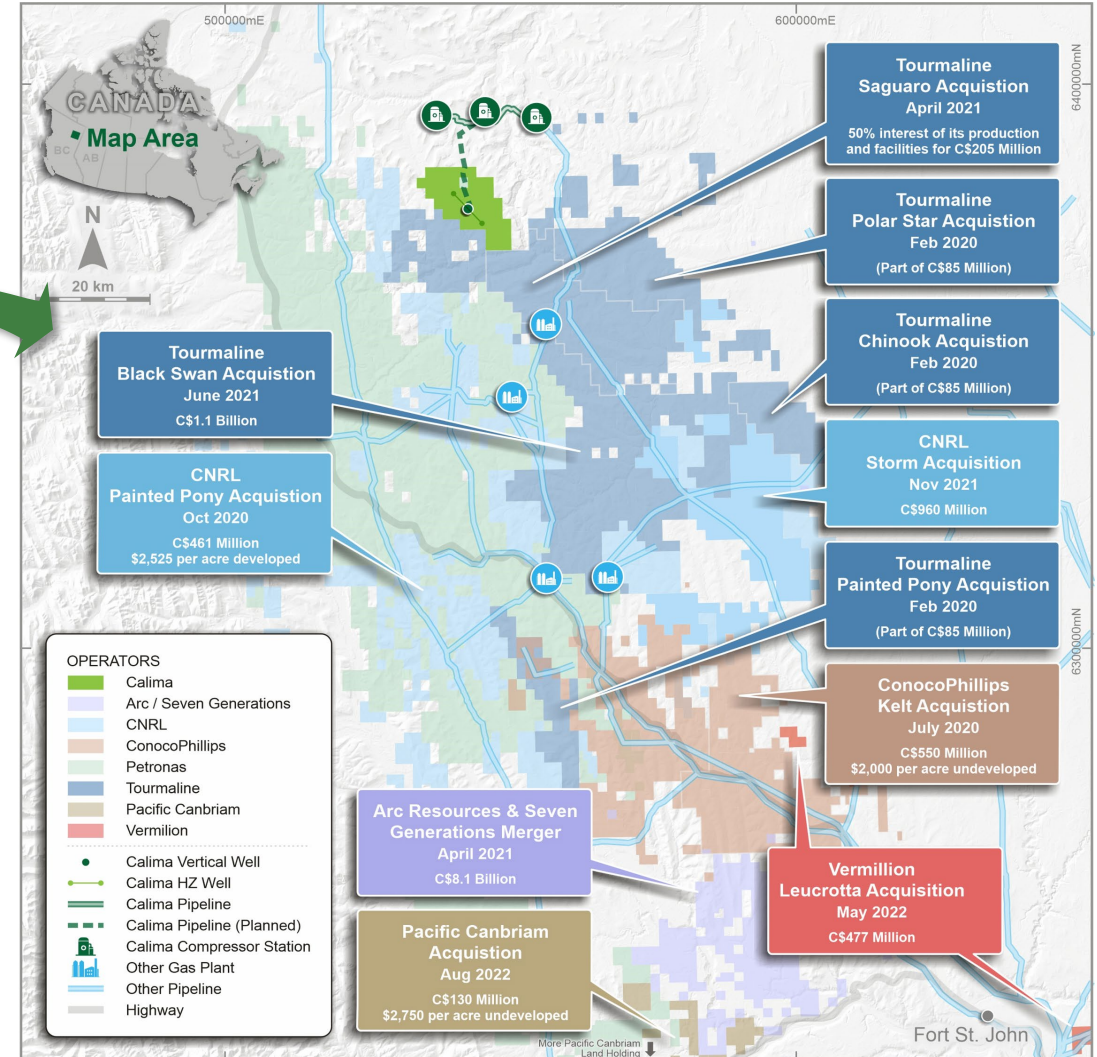 500000mE
600000mE
6400000mN
6300000mN
CANADA
Map Area
BC
AB
N
20 km
Tourmaline
Saguaro Acquistion
April 2021
50% interest of its production
and facilities for C$205 Million
Tourmaline
Polar Star Acquistion
Feb 2020
(Part of C$85 Million)
Tourmaline
Chinook Acquistion
Feb 2020
(Part of C$85 Million)
Tourmaline
Black Swan Acquistion
June 2021
C$1.1 Billion
CNRL
Storm Acquisition
Nov 2021
C$960 Million
CNRL
Painted Pony Acquistion
Oct 2020
C$461 Million
$2,525 per acre developed
Tourmaline
Painted Pony Acquistion
Feb 2020
(Part of C$85 Million)
ConocoPhillips
Kelt Acquistion
July 2020
C$550 Million
$2,000 per acre undeveloped
OPERATORS
Calima
Arc / Seven Generations
CNRL
ConocoPhillips
Petronas
Tourmaline
Pacific Canbriam
Vermilion
Calima Vertical Well
Calima HZ Well
Calima Pipeline
Calima Pipeline (Planned)
Calima Compressor Station
Other Gas Plant
Other Pipeline
Highway
Arc Resources & Seven
Generations Merger
April 2021
C$8.1 Billion
Vermillion
Leucrotta Acquisition
May 2022
C$477 Million
Pacific Canbriam
Acquistion
Aug 2022
C$130 Million
$2,750 per acre undeveloped
More Pacific Canbriam
Land Holding
Fort St. John